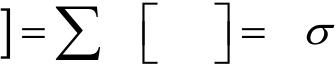 ] = ∑ [ ] = σ